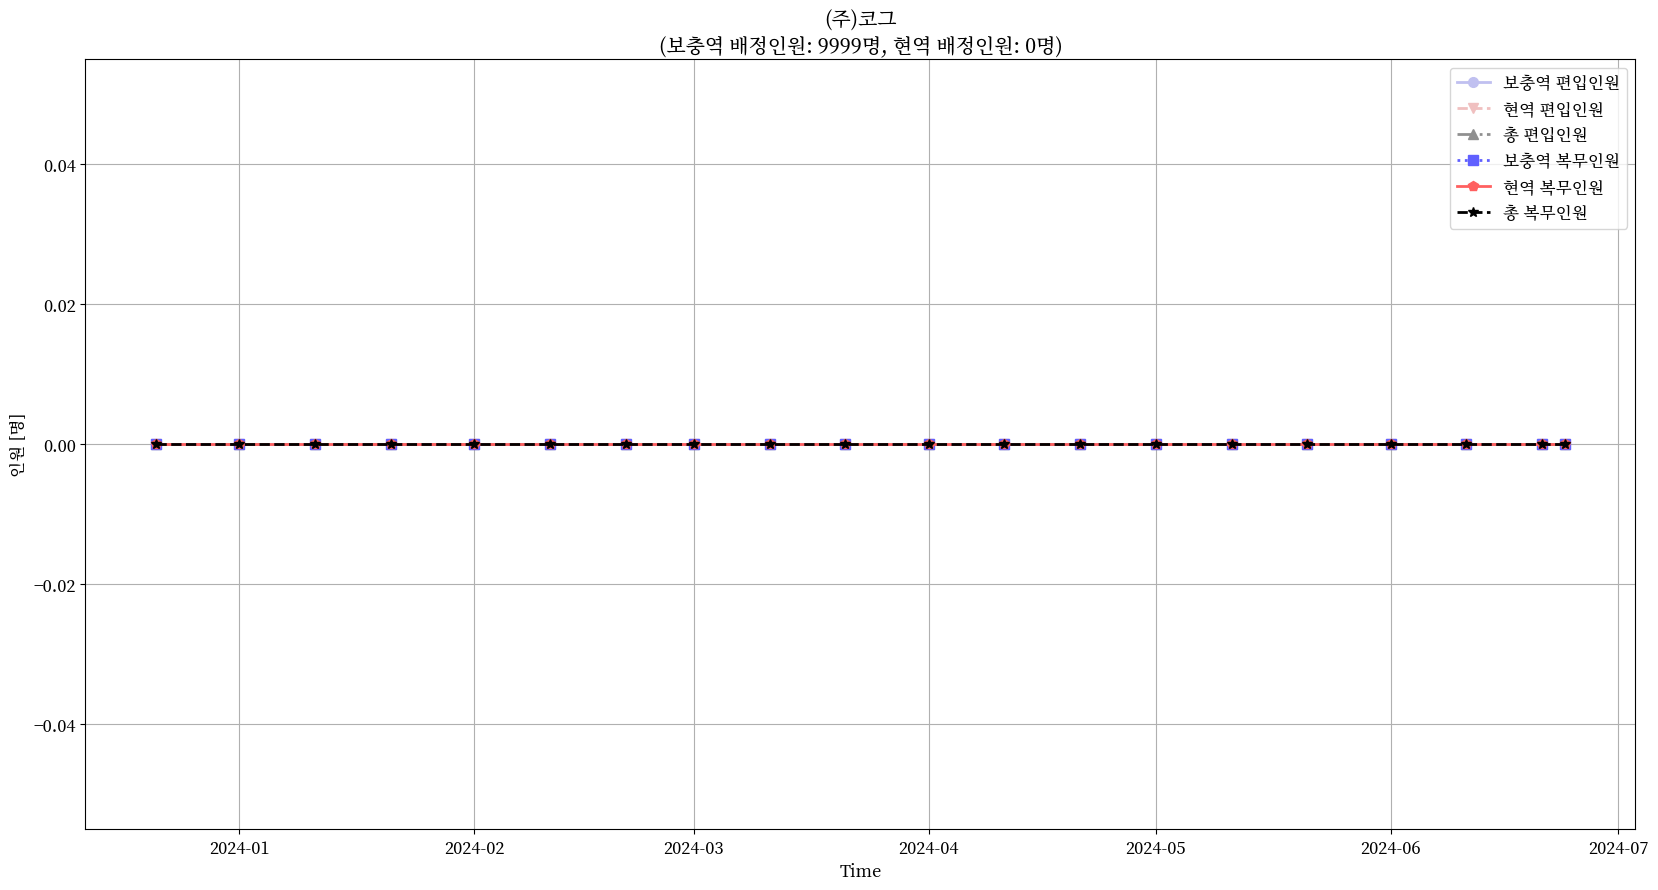 (주)코그
(보충역 배정인원: 9999명, 현역 배정인원: 0명)
보충역 편입인원
현역 편입인원
총 편입인원
보충역 복무인원
현역 복무인원
총 복무인원
인원 [명]
0.04
0.02
0.00
−0.02
−0.04
2024-01 2024-02 2024-03 2024-04 2024-05 2024-06 2024-07
Time